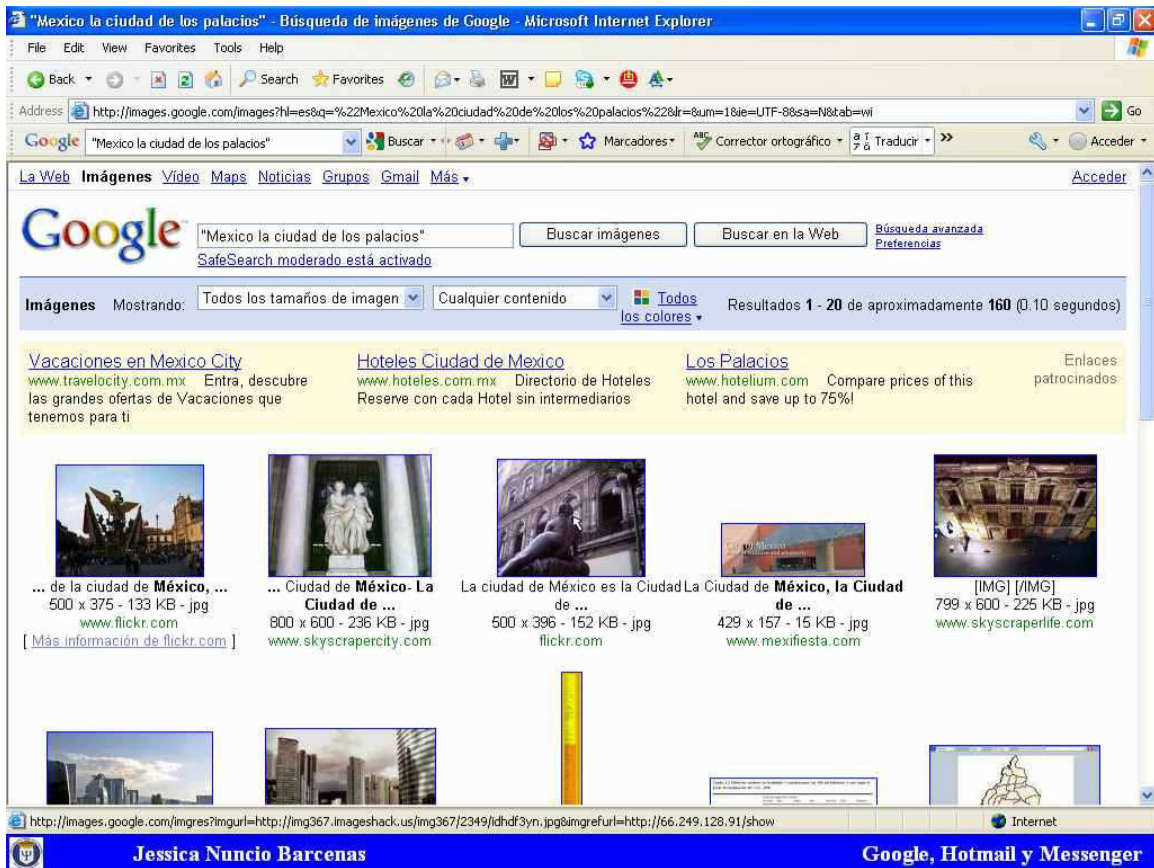 "Mexico la ciudad de los palacios" - Búsqueda de imágenes de Google - Microsoft Internet Explorer
File Edit View Favorites Tools Help
Back Search Favorites
Address http://images.google.com/images?hl=es&q=%22Mexico%20la%20ciudad%20de%20los%20palacios%22&lr=&um=1&ie=UTF-8&sa=N&tab=wi Go
Google "Mexico la ciudad de los palacios" Buscar Marcadores Corrector ortográfico Traducir Acceder
La Web Imágenes Vídeo Maps Noticias Grupos Gmail Más Acceder
Google "Mexico la ciudad de los palacios" Buscar imágenes Buscar en la Web Búsqueda avanzada
Preferencias
SafeSearch moderado está activado
Imágenes Mostrando: Todos los tamaños de imagen Cualquier contenido Todos los colores Resultados 1 - 20 de aproximadamente 160 (0.10 segundos)
Vacaciones en Mexico City
www.travelocity.com.mx Entra, descubre
las grandes ofertas de Vacaciones que
tenemos para ti
Hoteles Ciudad de Mexico
www.hoteles.com.mx Directorio de Hoteles
Reserve con cada Hotel sin intermediarios
Los Palacios
www.hotelium.com Compare prices of this
hotel and save up to 75%!
Enlaces
patrocinados
... de la ciudad de México, ...
500 x 375 - 133 KB - jpg
www.flickr.com
[ Más información de flickr.com ]
... Ciudad de México- La
Ciudad de ...
800 x 600 - 236 KB - jpg
www.skyscrapercity.com
La ciudad de México es la Ciudad
de ...
500 x 396 - 152 KB - jpg
flickr.com
La Ciudad de México, la Ciudad
de ...
429 x 157 - 15 KB - jpg
www.mexifiesta.com
[IMG] [/IMG]
799 x 600 - 225 KB - jpg
www.skyscraperlife.com
http://images.google.com/imgres?imgurl=http://img367.imageshack.us/img367/2349/idhdf3yn.jpg&imgrefurl=http://66.249.128.91/show Internet
Jessica Nuncio Barcenas Google, Hotmail y Messenger